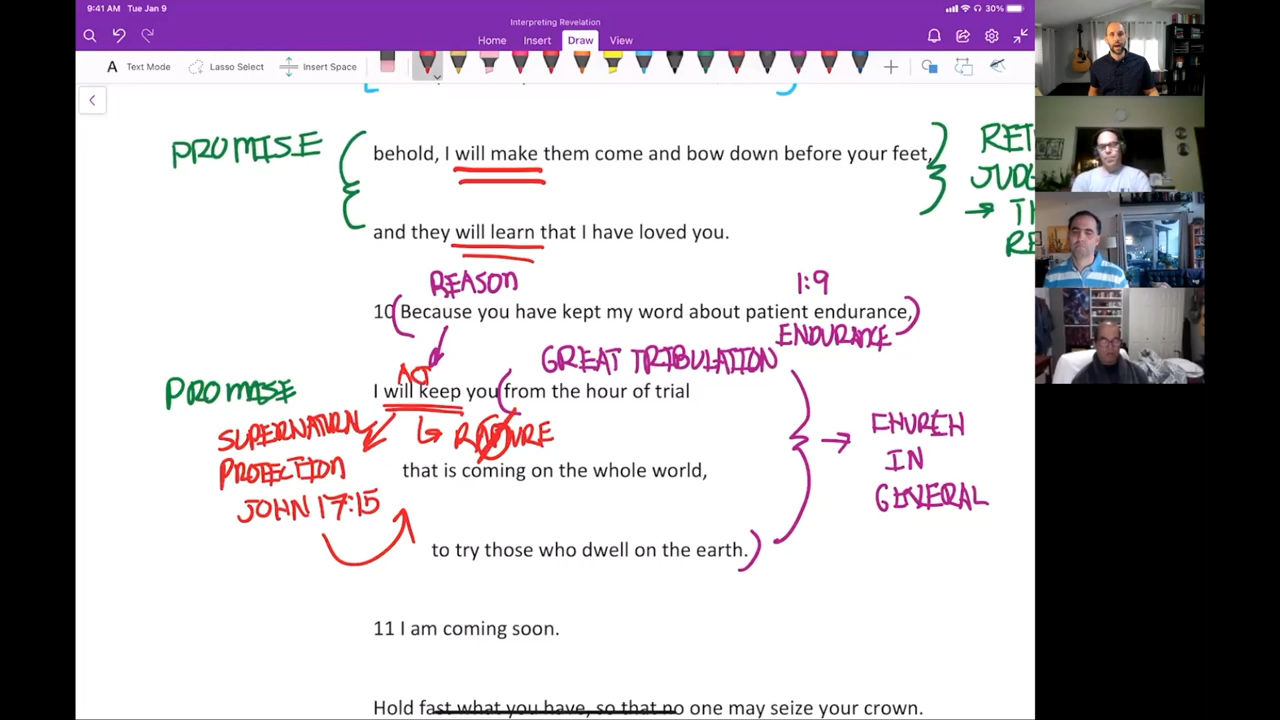 9:41 AM Tue Jan 9
30%
Interpreting Revelation
Home Insert Draw View
Text Mode Lasso Select Insert Space
PROMISE
behold, I will make them come and bow down before your feet,
and they will learn that I have loved you.
REASON
1:9
10 Because you have kept my word about patient endurance,
ENDURANCE
GREAT TRIBULATION
PROMISE
I will keep you from the hour of trial
SUPERNATURAL
PROTECTION
JOHN 17:15
RAPTURE
that is coming on the whole world,
CHURCH
IN
GENERAL
to try those who dwell on the earth.
11 I am coming soon.
Hold fast what you have, so that no one may seize your crown.